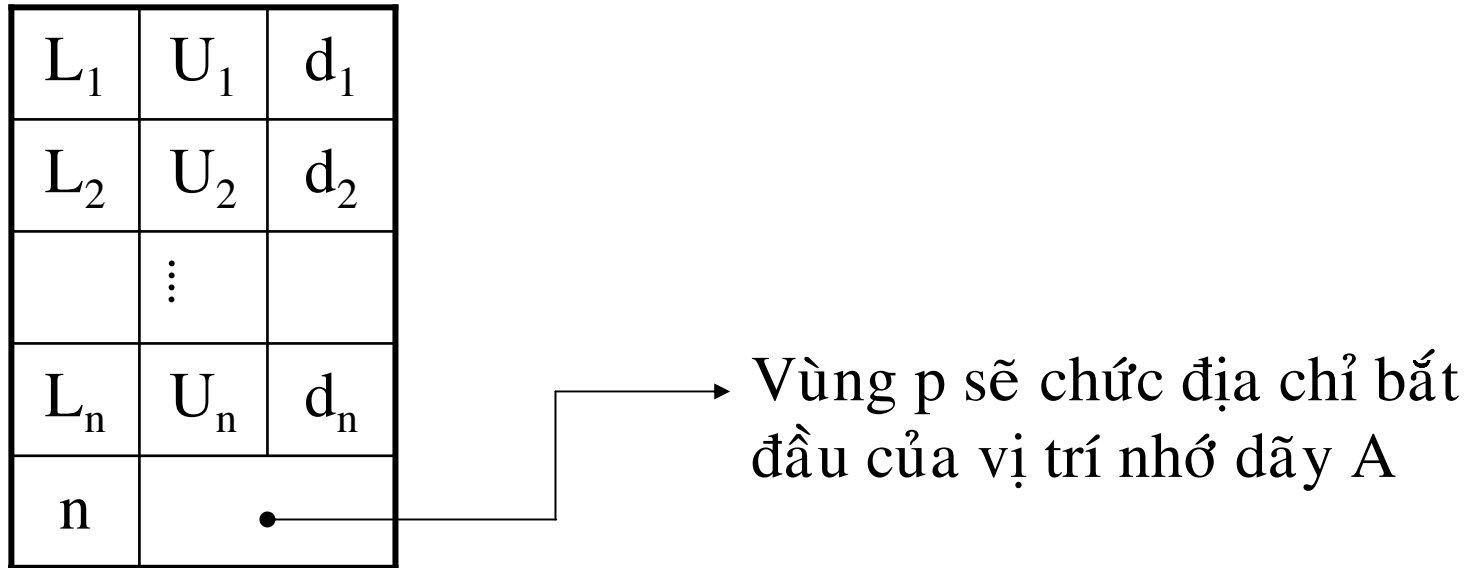 L₁ U₁ d₁
L₂ U₂ d₂
⋮
Lₙ Uₙ dₙ
Vùng p sẽ chức địa chỉ bắt
đầu của vị trí nhớ dãy A
n